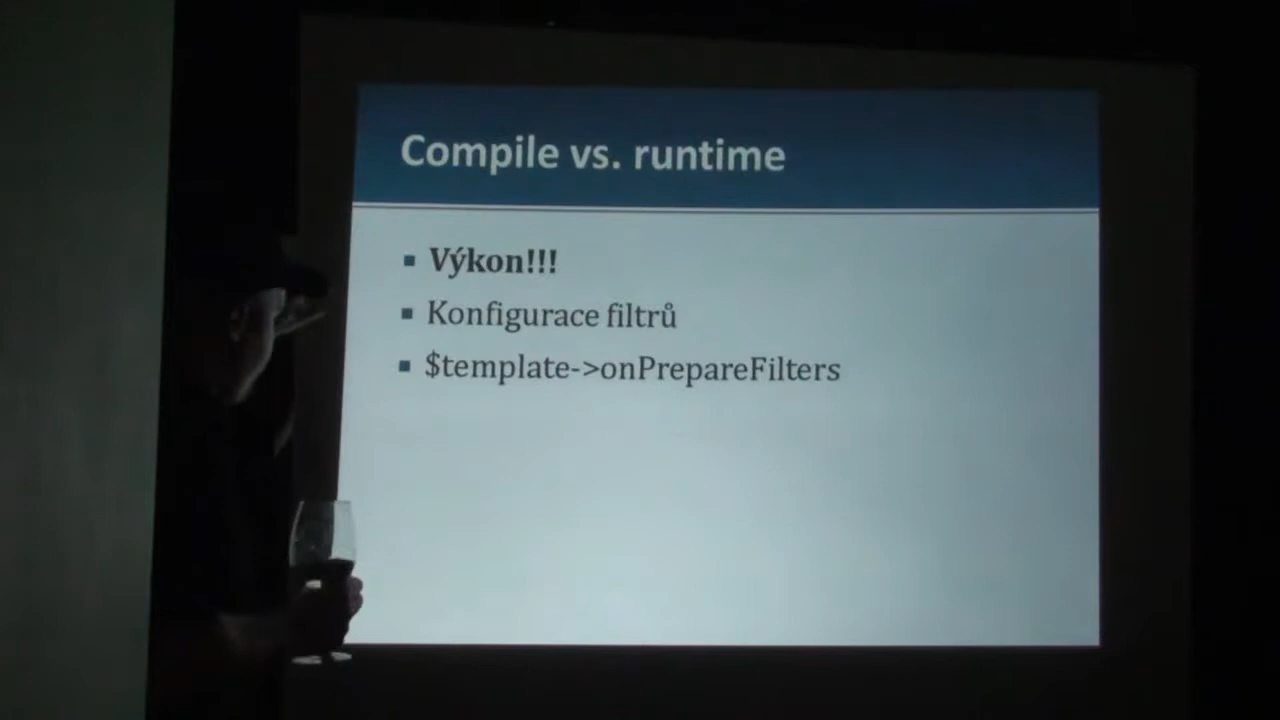 Compile vs. runtime
Výkon!!!
Konfigurace filtrů
$template->onPrepareFilters